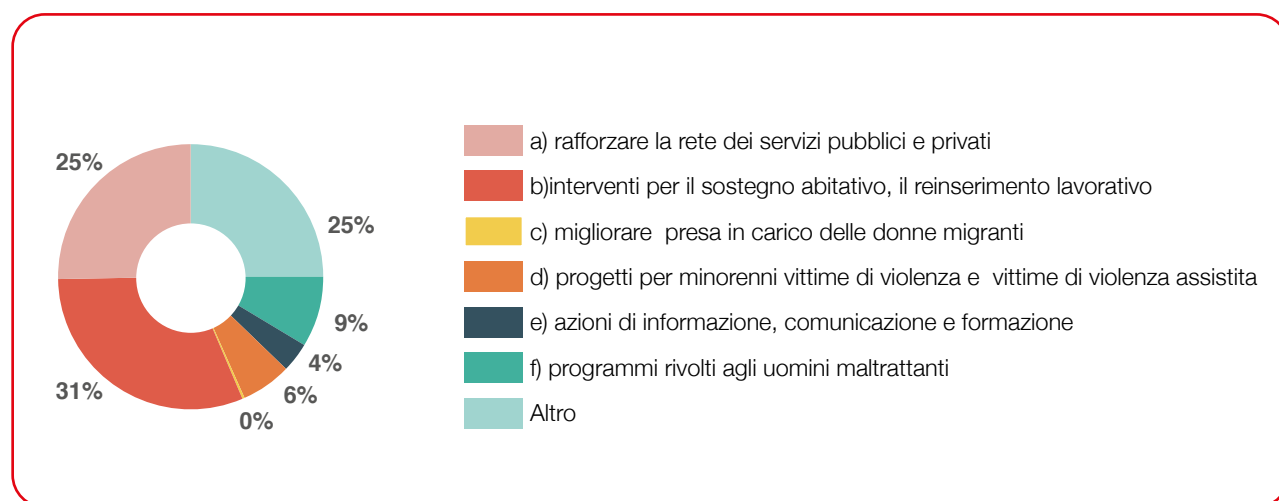 25%
25%
9%
4%
6%
0%
31%
a) rafforzare la rete dei servizi pubblici e privati
b)interventi per il sostegno abitativo, il reinserimento lavorativo
c) migliorare  presa in carico delle donne migranti
d) progetti per minorenni vittime di violenza e  vittime di violenza assistita
e) azioni di informazione, comunicazione e formazione
f) programmi rivolti agli uomini maltrattanti
Altro